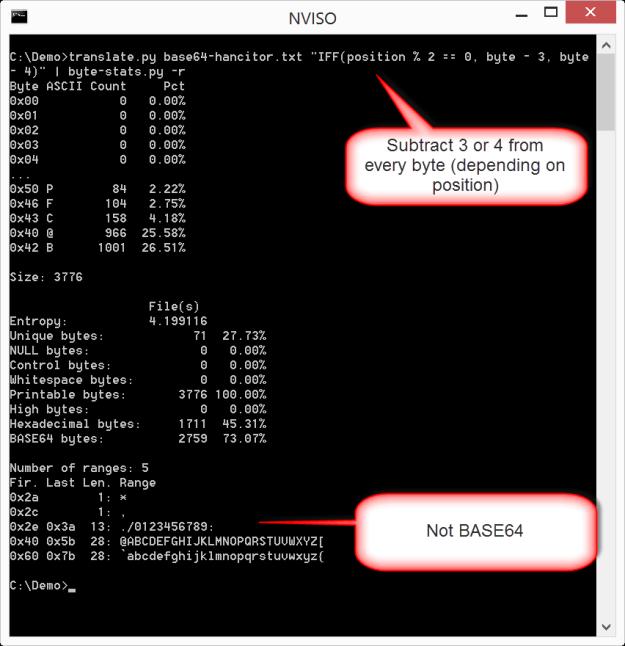 NVISO
C:\Demo>translate.py base64-hancitor.txt "IFF(position % 2 == 0, byte - 3, byte
- 4)" | byte-stats.py -r
Byte ASCII Count Pct
0x00 0 0.00%
0x01 0 0.00%
0x02 0 0.00%
0x03 0 0.00%
0x04 0 0.00%
...
0x50 P 84 2.22%
0x46 F 104 2.75%
0x43 C 158 4.18%
0x40 @ 966 25.58%
0x42 B 1001 26.51%
Size: 3776
File(s)
Entropy: 4.199116
Unique bytes: 71 27.73%
NULL bytes: 0 0.00%
Control bytes: 0 0.00%
Whitespace bytes: 0 0.00%
Printable bytes: 3776 100.00%
High bytes: 0 0.00%
Hexadecimal bytes: 1711 45.31%
BASE64 bytes: 2759 73.07%
Number of ranges: 5
Fir. Last Len. Range
0x2a 1: *
0x2c 1: ,
0x2e 0x3a 13: ./0123456789:
0x40 0x5b 28: @ABCDEFGHIJKLMNOPQRSTUVWXYZ[
0x60 0x7b 28: `abcdefghijklmnopqrstuvwxyz{
C:\Demo>_
Subtract 3 or 4 from
every byte (depending on
position)
Not BASE64